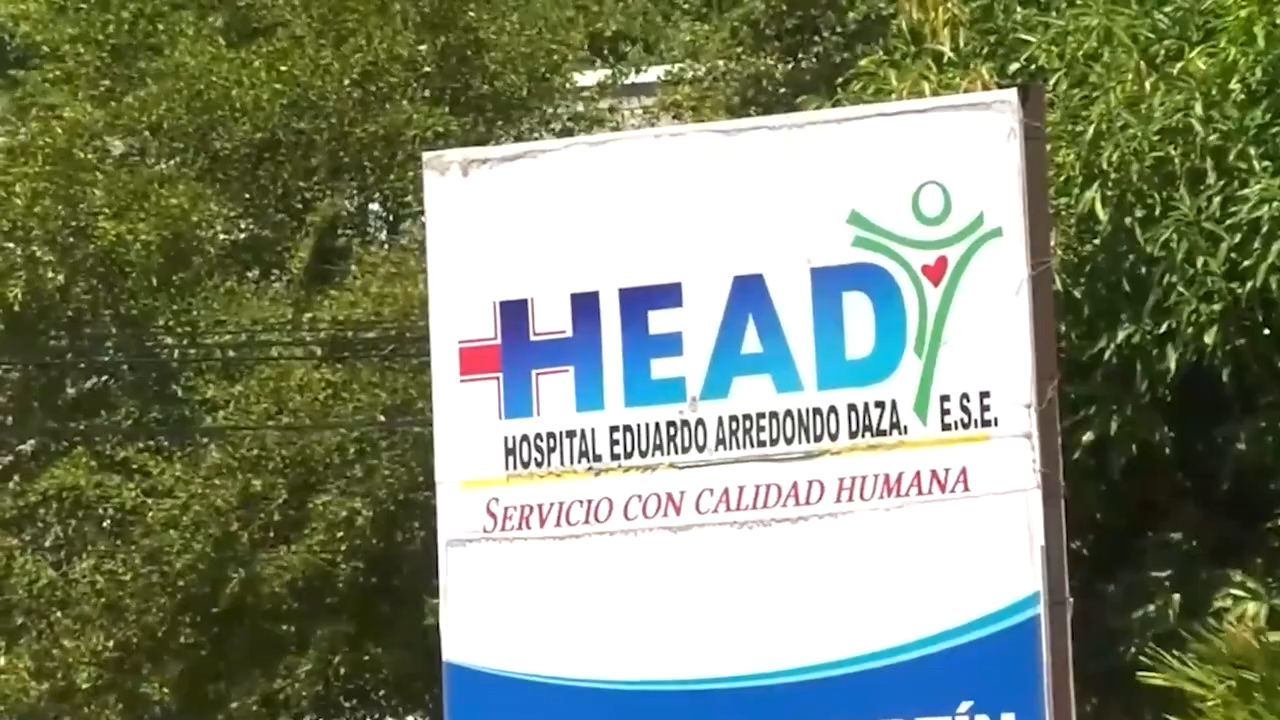 HEAD
HOSPITAL EDUARDO ARREDONDO DAZA. E.S.E.
SERVICIO CON CALIDAD HUMANA